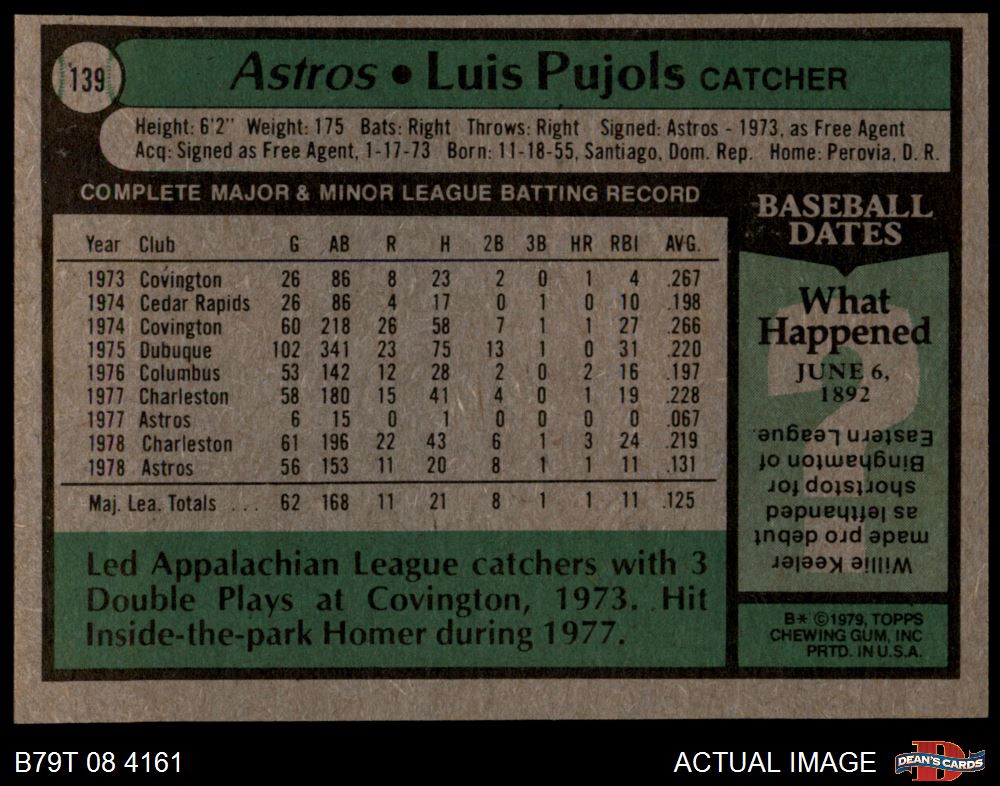 139
Astros • Luis Pujols CATCHER
Height: 6'2" Weight: 175 Bats: Right Throws: Right Signed: Astros - 1973, as Free Agent
Acq: Signed as Free Agent, 1-17-73 Born: 11-18-55, Santiago, Dom. Rep. Home: Perovia, D. R.
COMPLETE MAJOR & MINOR LEAGUE BATTING RECORD
Year Club G AB R H 2B 3B HR RBI AVG.
1973 Covington 26 86 8 23 2 0 1 4 .267
1974 Cedar Rapids 26 86 4 17 0 1 0 10 .198
1974 Covington 60 218 26 58 7 1 1 27 .266
1975 Dubuque 102 341 23 75 13 1 0 31 .220
1976 Columbus 53 142 12 28 2 0 2 16 .197
1977 Charleston 58 180 15 41 4 0 1 19 .228
1977 Astros 6 15 0 1 0 0 0 0 .067
1978 Charleston 61 196 22 43 6 1 3 24 .219
1978 Astros 56 153 11 20 8 1 1 11 .131
Maj. Lea. Totals ... 62 168 11 21 8 1 1 11 .125
Led Appalachian League catchers with 3
Double Plays at Covington, 1973. Hit
Inside-the-park Homer during 1977.
BASEBALL
DATES
What
Happened
JUNE 6,
1892
Willie Keeler
made pro debut
as lefthanded
shortstop for
Binghamton of
Eastern League.
B* ©1979, TOPPS
CHEWING GUM, INC
PRTD. IN U.S.A.
B79T 08 4161
ACTUAL IMAGE
DEAN'S CARDS